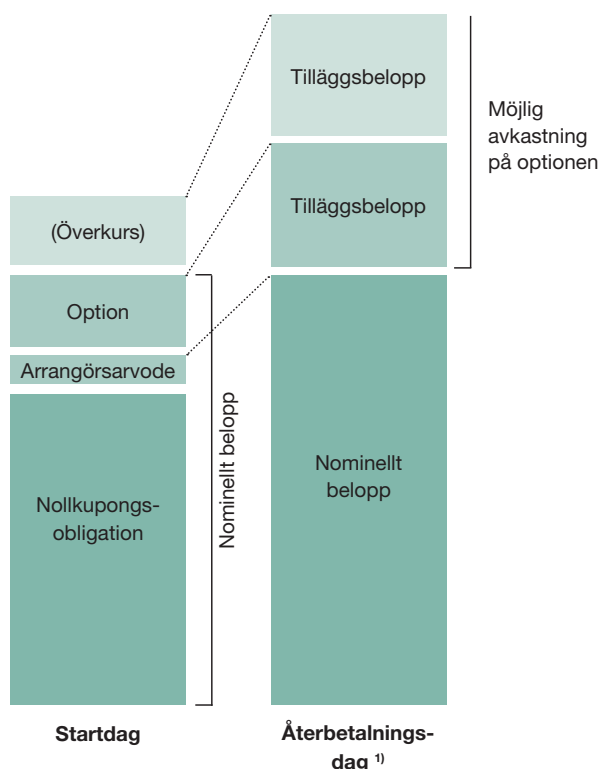 Tilläggsbelopp
Möjlig
avkastning
på optionen
Tilläggsbelopp
(Överkurs)
Option
Arrangörsarvode
Nominellt belopp
Nollkupongs-
obligation
Nominellt
belopp
Startdag
Återbetalnings-
dag ¹⁾